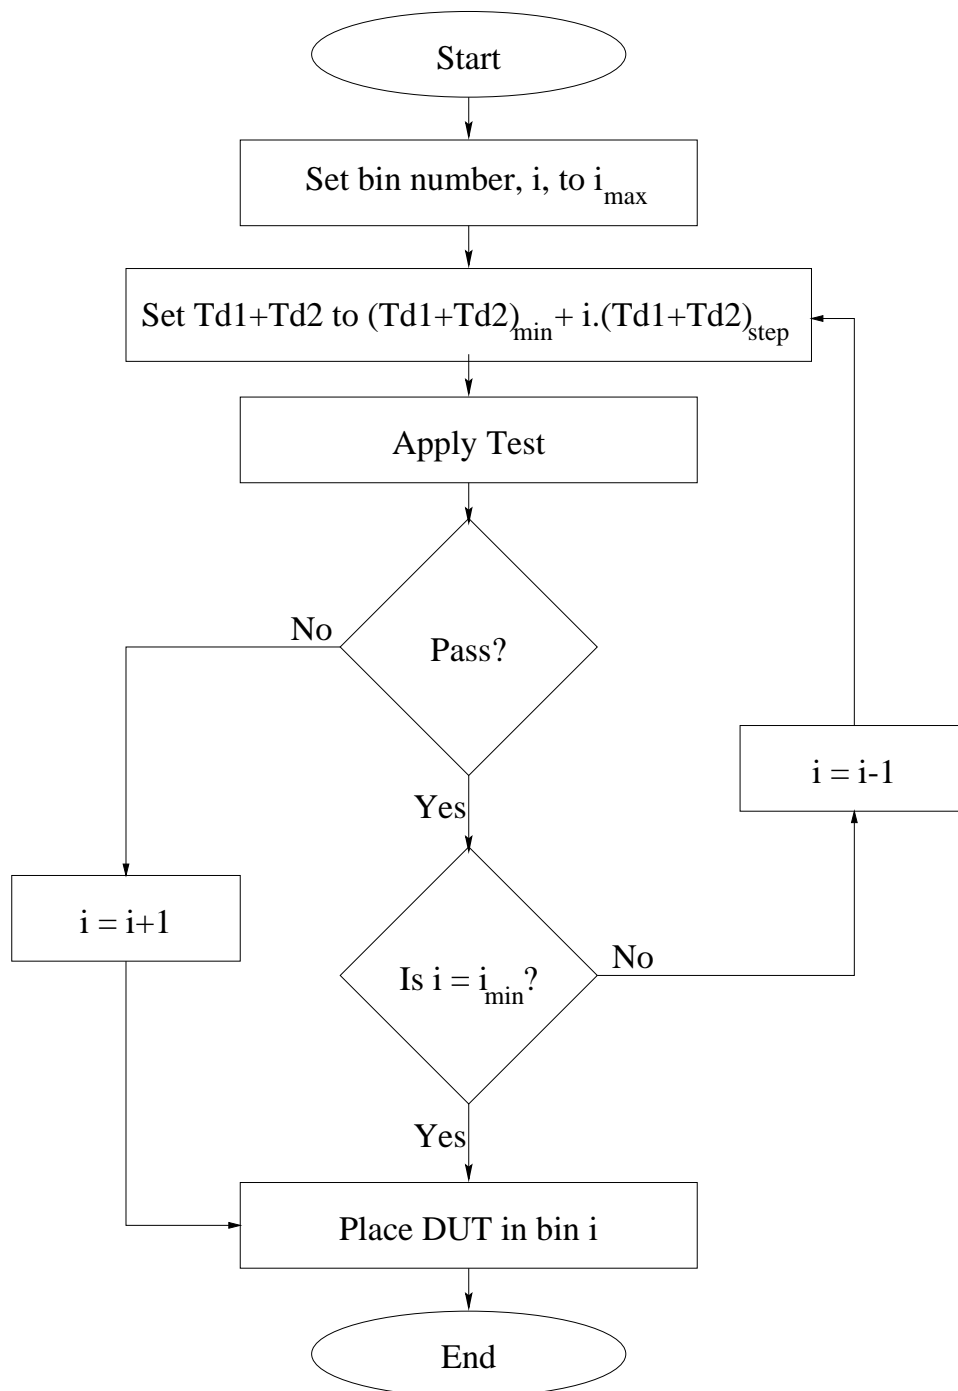 Start
Set bin number, i, to i_max
Set Td1+Td2 to (Td1+Td2)_min + i.(Td1+Td2)_step
Apply Test
No
Pass?
Yes
i = i-1
i = i+1
Is i = i_min?
No
Yes
Place DUT in bin i
End